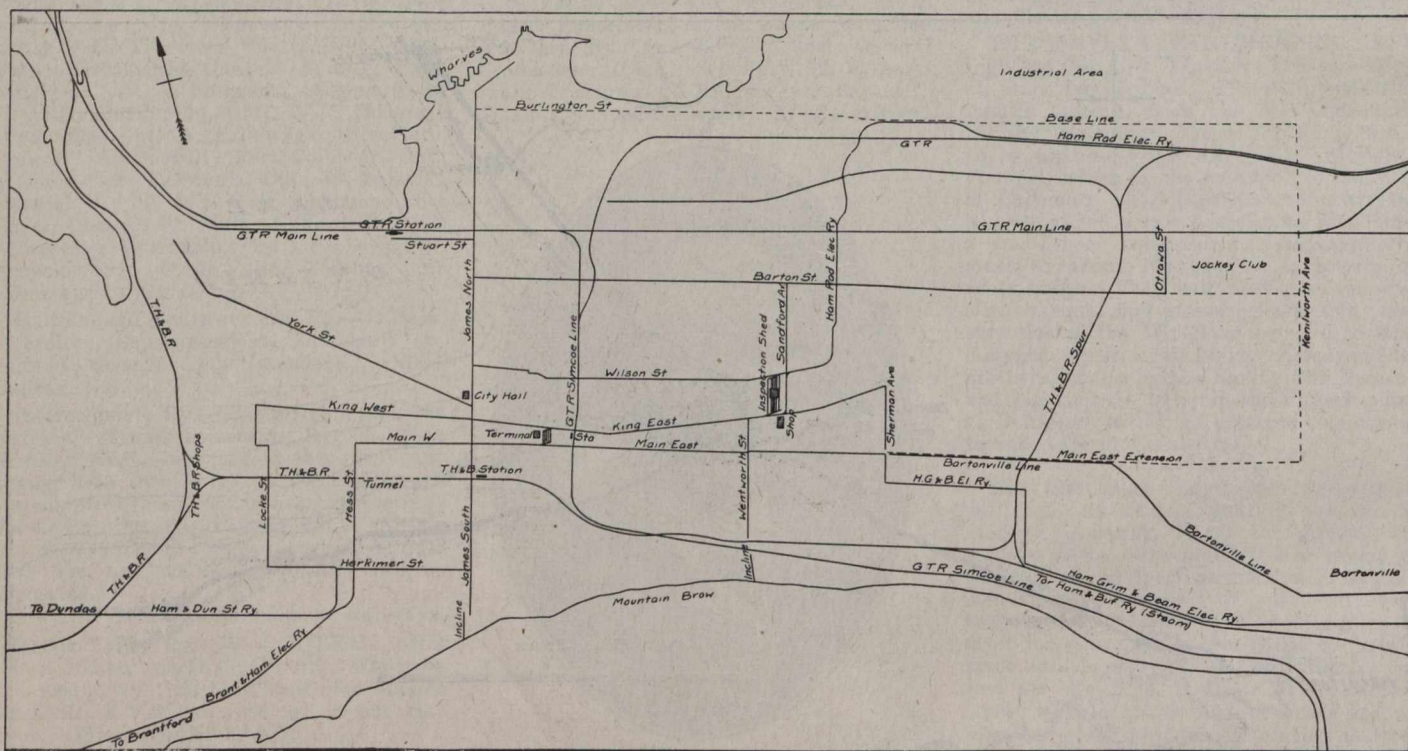 Wharves
Industrial Area
Burlington St
Base Line
Ham Rad Elec. Ry.
GTR
GTR Station
GTR Main Line
Stuart St
GTR Main Line
Ottawa St
Jockey Club
Kenilworth Ave
Barton St
Ham Rad Elec Ry
Sandford Av
James North
GTR Simcoe Line
York St
TH&BR
TH&BR Spur
Wilson St
Inspection Shed
City Hall
King West
King East
Shop
Sherman Ave
Main W
Terminal
Sta
Main East
Main East Extension
Bartonville Line
TH&BR Shops
TH&BR
Tunnel
TH&B Station
H.G&B El Ry
Locke St
Hess St
James South
Wentworth St
Bartonville Line
Bartonville
Herkimer St
Incline
GTR Simcoe Line
Ham Grim & Beam Elec. Ry
Tor Ham & Buf Ry (Steam)
TH&BR
Mountain Brow
To Dundas
Ham & Dun St Ry
Incline
Brant & Ham Elec Ry
To Brantford